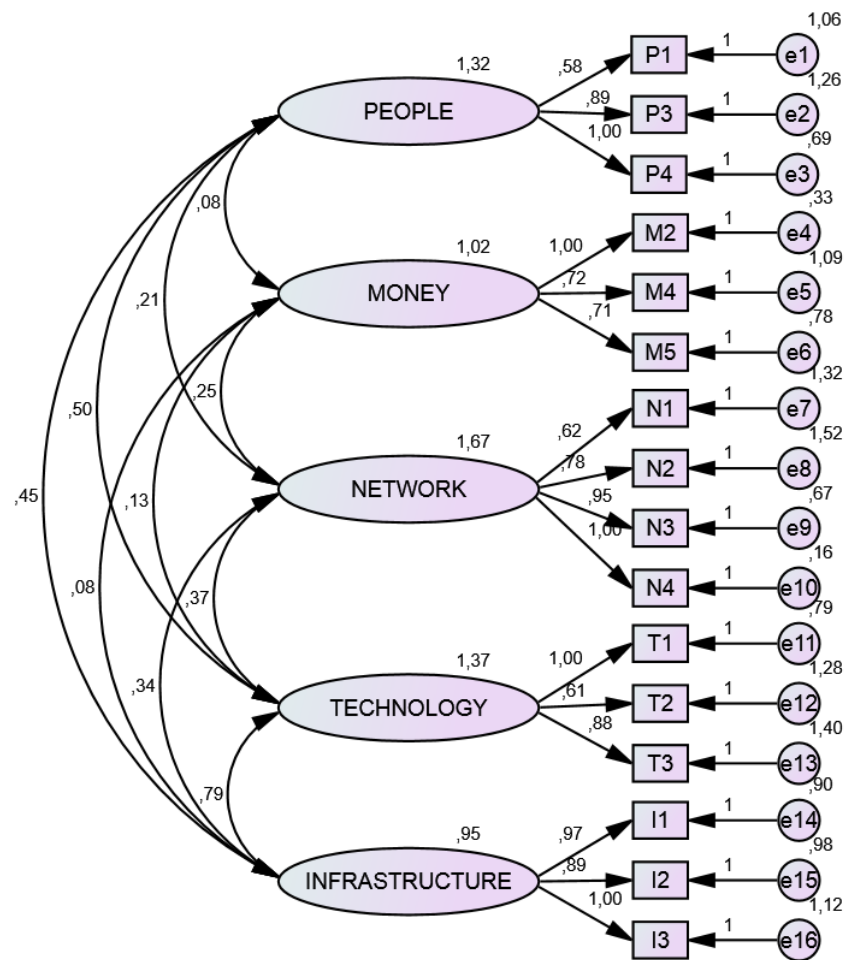 1,06
1,32
,58
P1
1
e1
1,26
PEOPLE
,89
P3
1
e2
1,00
,69
P4
1
e3
,33
,08
1,02
1,00
M2
1
e4
1,09
MONEY
,72
M4
1
e5
,21
,71
,78
M5
1
e6
1,32
,25
,50
N1
1
e7
1,67
,62
1,52
NETWORK
,78
N2
1
e8
,45
,13
,95
,67
N3
1
e9
1,00
,16
,08
,37
N4
1
e10
,79
1,37
1,00
T1
1
e11
,34
1,28
TECHNOLOGY
,61
T2
1
e12
,88
1,40
T3
1
e13
,90
,79
,95
,97
I1
1
e14
,98
INFRASTRUCTURE
,89
I2
1
e15
1,00
1,12
I3
1
e16